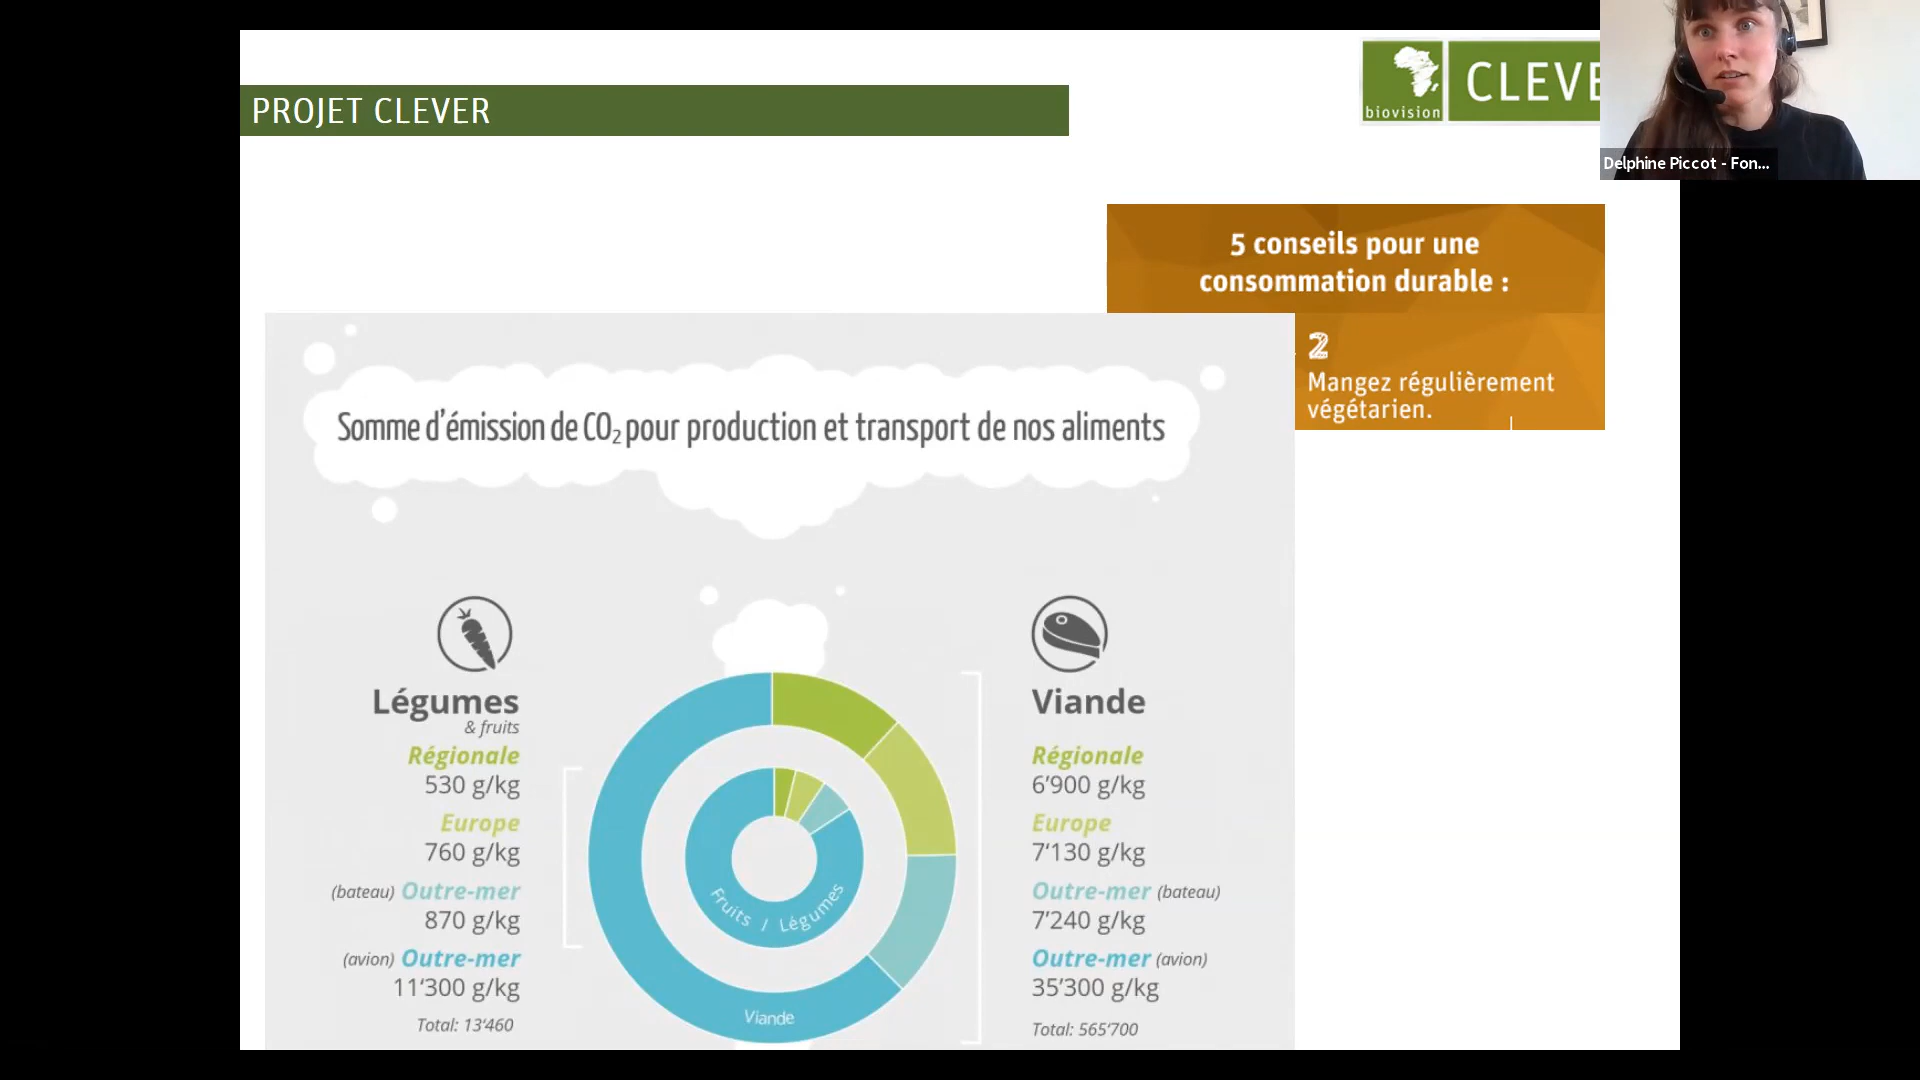 PROJET CLEVER
biovision
CLEVE
Delphine Piccot - Fon...
5 conseils pour une
consommation durable :
2
Mangez régulièrement
végétarien.
Somme d'émission de CO₂ pour production et transport de nos aliments
Légumes
& fruits
Régionale
530 g/kg
Europe
760 g/kg
(bateau) Outre-mer
870 g/kg
(avion) Outre-mer
11'300 g/kg
Total: 13'460
Fruits / Légumes
Viande
Viande
Régionale
6'900 g/kg
Europe
7'130 g/kg
Outre-mer (bateau)
7'240 g/kg
Outre-mer (avion)
35'300 g/kg
Total: 565'700